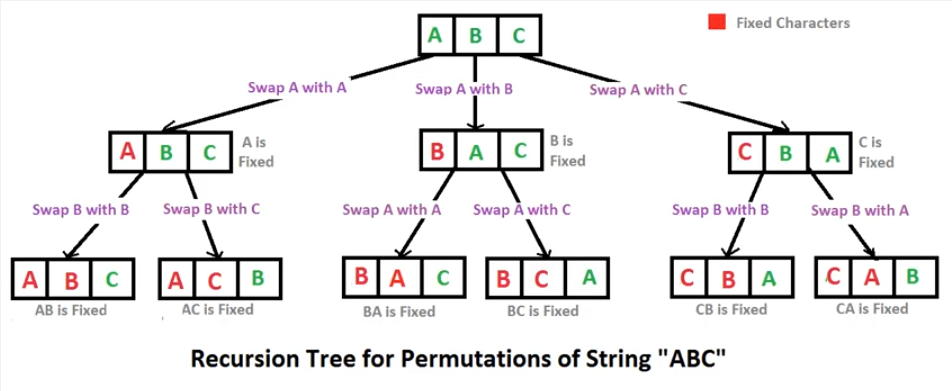 A B C
Fixed Characters
Swap A with A
Swap A with B
Swap A with C
A B C
A is
Fixed
B A C
B is
Fixed
C B A
C is
Fixed
Swap B with B
Swap B with C
Swap A with A
Swap A with C
Swap B with B
Swap B with A
A B C
A C B
B A C
B C A
C B A
C A B
AB is Fixed
AC is Fixed
BA is Fixed
BC is Fixed
CB is Fixed
CA is Fixed
Recursion Tree for Permutations of String "ABC"